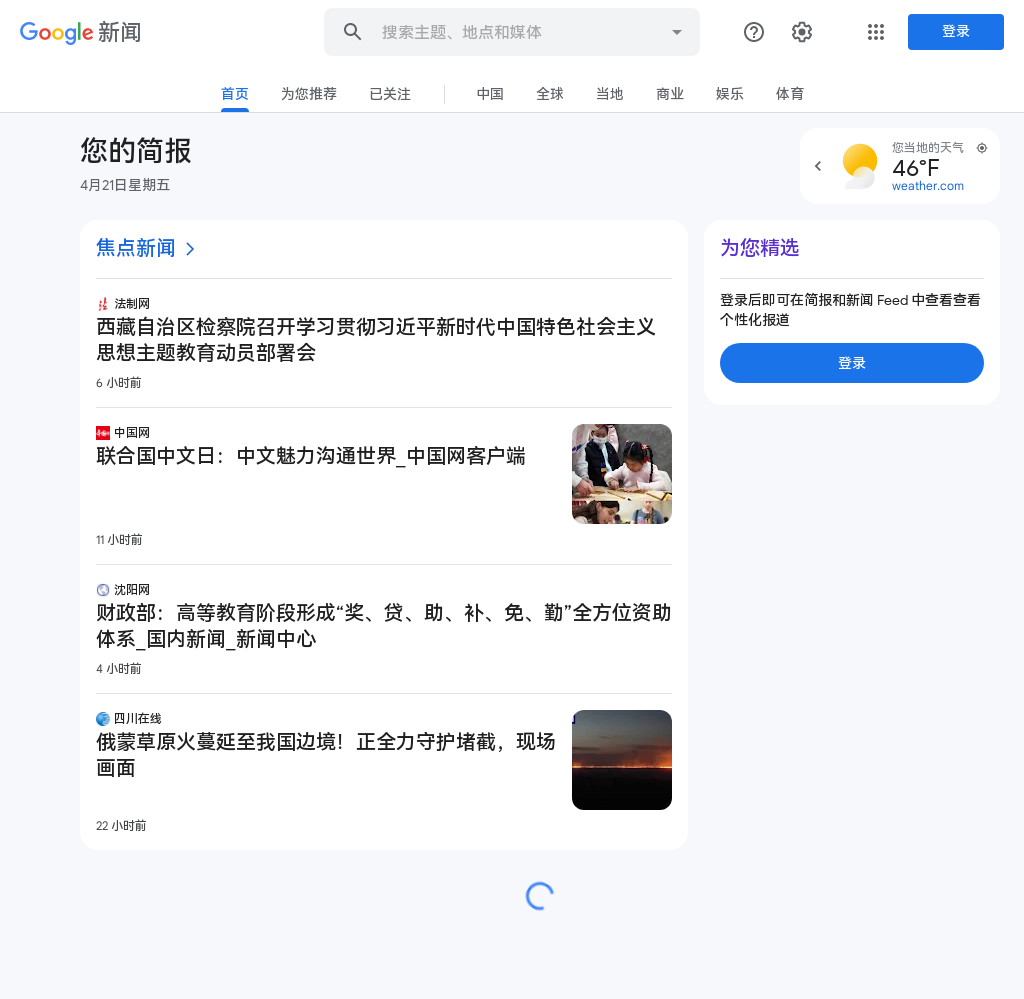 Google 新闻
搜索主题、地点和媒体
登录
首页
为您推荐
已关注
中国
全球
当地
商业
娱乐
体育
您的简报
4月21日星期五
您当地的天气
46°F
weather.com
焦点新闻
法制网
西藏自治区检察院召开学习贯彻习近平新时代中国特色社会主义
思想主题教育动员部署会
6 小时前
中国网
联合国中文日：中文魅力沟通世界_中国网客户端
11 小时前
沈阳网
财政部：高等教育阶段形成“奖、贷、助、补、免、勤”全方位资助
体系_国内新闻_新闻中心
4 小时前
四川在线
俄蒙草原火蔓延至我国边境！正全力守护堵截，现场
画面
22 小时前
为您精选
登录后即可在简报和新闻 Feed 中查看查看
个性化报道
登录